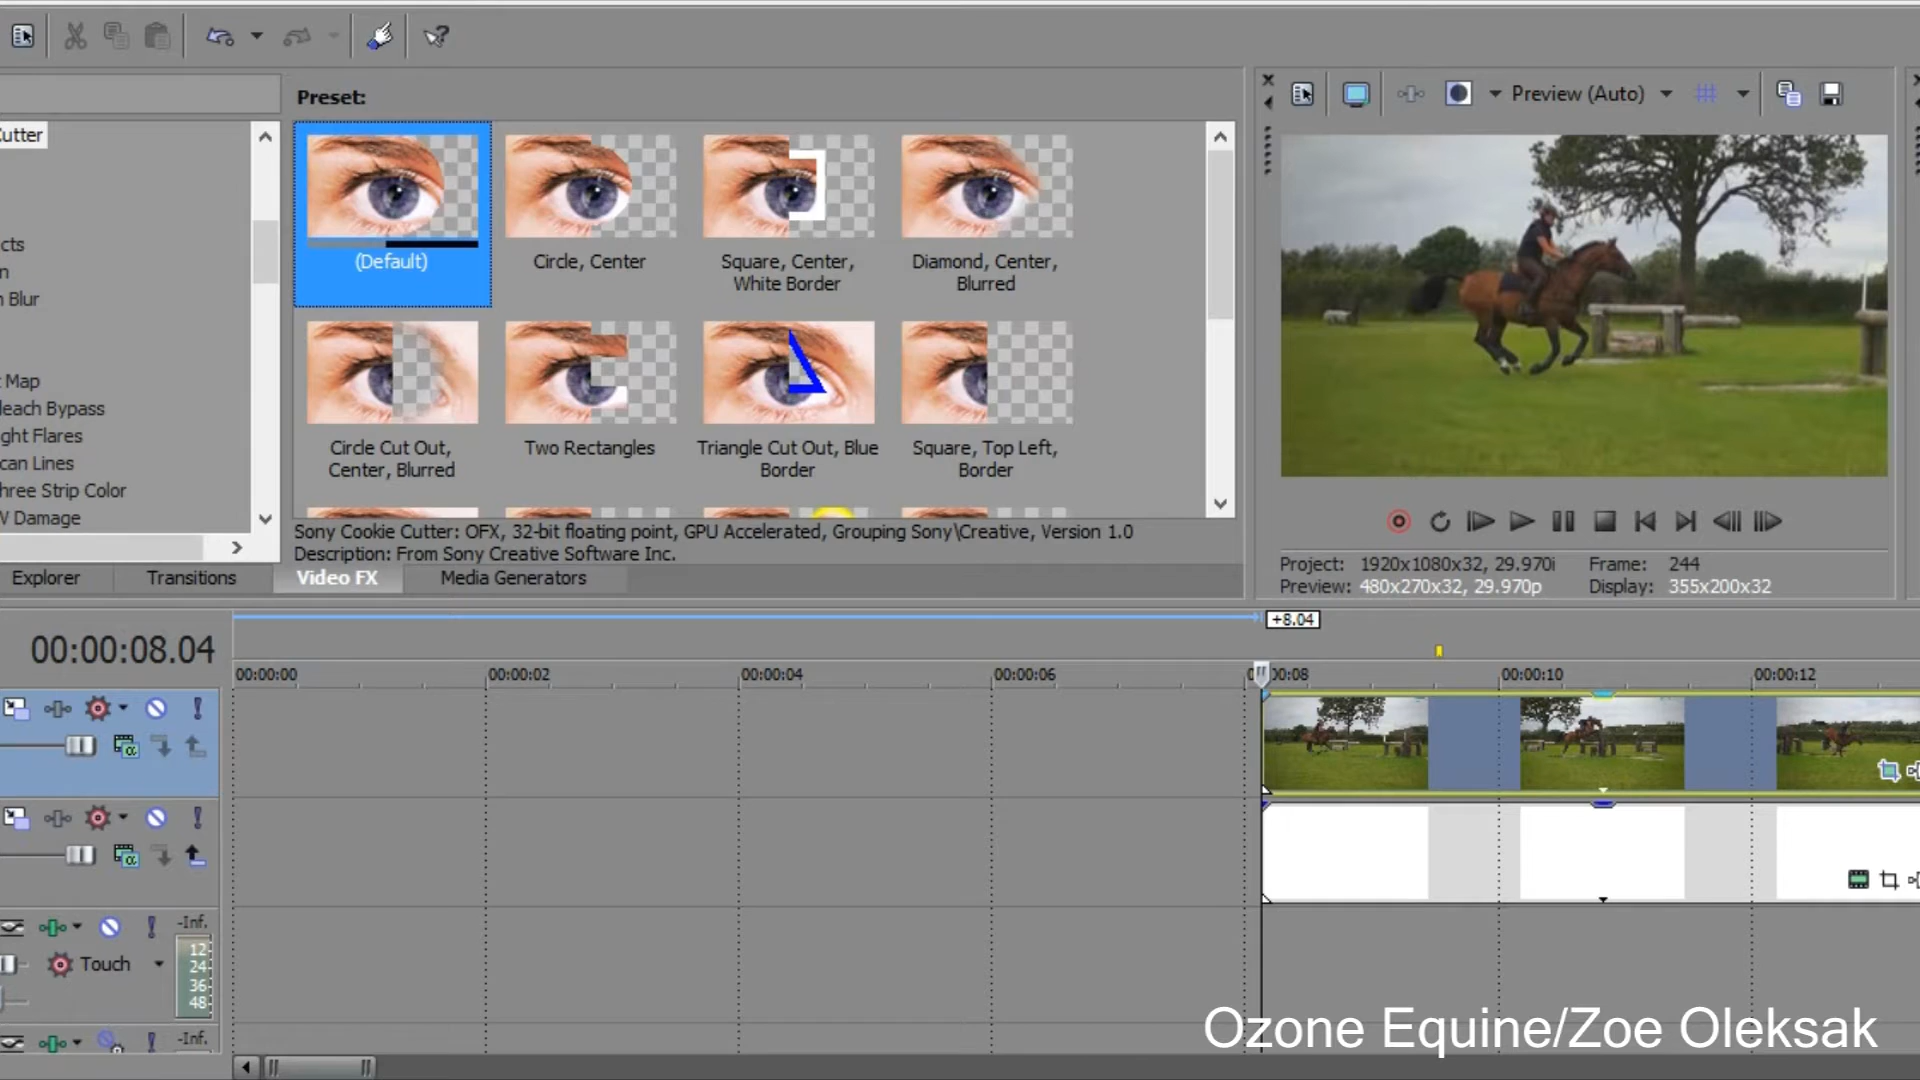 Preset:
Preview (Auto)
Cutter
cts
n
n Blur
t Map
leach Bypass
ght Flares
can Lines
hree Strip Color
V Damage
(Default)
Circle, Center
Square, Center,
White Border
Diamond, Center,
Blurred
Circle Cut Out,
Center, Blurred
Two Rectangles
Triangle Cut Out, Blue
Border
Square, Top Left,
Border
Sony Cookie Cutter: OFX, 32-bit floating point, GPU Accelerated, Grouping Sony\Creative, Version 1.0
Description: From Sony Creative Software Inc.
Explorer
Transitions
Video FX
Media Generators
Project: 1920x1080x32, 29.970i
Frame: 244
Preview: 480x270x32, 29.970p
Display: 355x200x32
00:00:08.04
+8.04
00:00:00
00:00:02
00:00:04
00:00:06
00:00:08
00:00:10
00:00:12
-Inf.
12
24
36
48
Touch
-Inf.
Ozone Equine/Zoe Oleksak